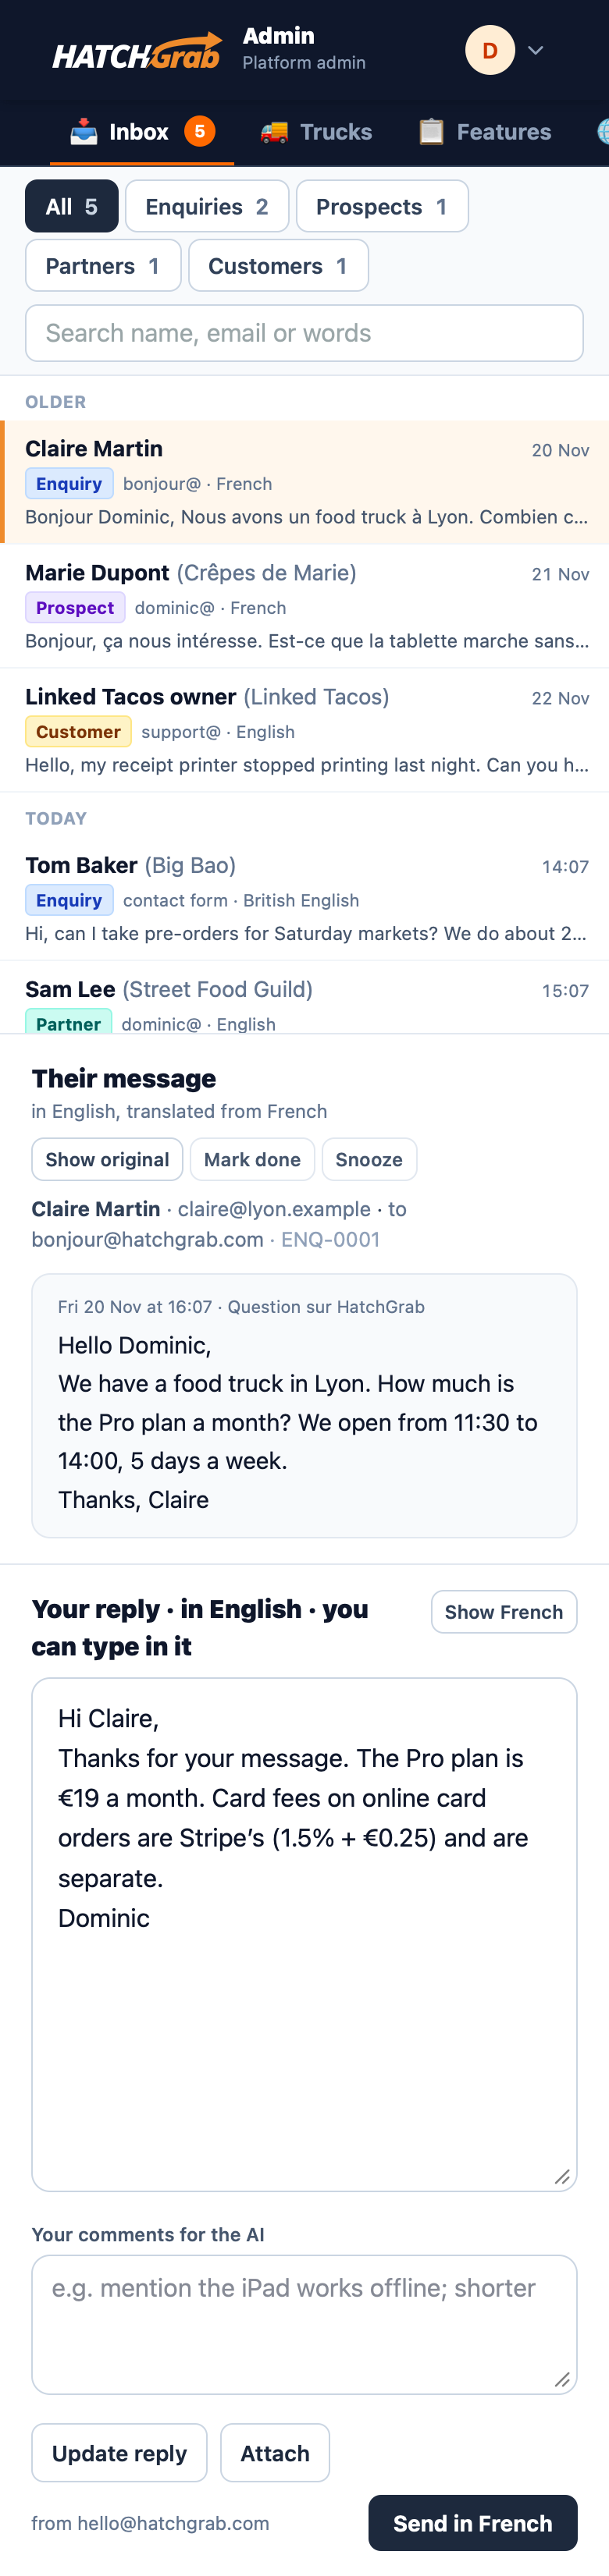 HATCHGrab
Admin
Platform admin
D
Inbox 5
Trucks
Features
All 5
Enquiries 2
Prospects 1
Partners 1
Customers 1
Search name, email or words
OLDER
Claire Martin
20 Nov
Enquiry bonjour@ · French
Bonjour Dominic, Nous avons un food truck à Lyon. Combien c...
Marie Dupont (Crêpes de Marie)
21 Nov
Prospect dominic@ · French
Bonjour, ça nous intéresse. Est-ce que la tablette marche sans...
Linked Tacos owner (Linked Tacos)
22 Nov
Customer support@ · English
Hello, my receipt printer stopped printing last night. Can you h...
TODAY
Tom Baker (Big Bao)
14:07
Enquiry contact form · British English
Hi, can I take pre-orders for Saturday markets? We do about 2...
Sam Lee (Street Food Guild)
15:07
Partner dominic@ · English
Their message
in English, translated from French
Show original
Mark done
Snooze
Claire Martin · claire@lyon.example · to
bonjour@hatchgrab.com · ENQ-0001
Fri 20 Nov at 16:07 · Question sur HatchGrab
Hello Dominic,
We have a food truck in Lyon. How much is
the Pro plan a month? We open from 11:30 to
14:00, 5 days a week.
Thanks, Claire
Your reply · in English · you
can type in it
Show French
Hi Claire,
Thanks for your message. The Pro plan is
€19 a month. Card fees on online card
orders are Stripe’s (1.5% + €0.25) and are
separate.
Dominic
Your comments for the AI
e.g. mention the iPad works offline; shorter
Update reply
Attach
from hello@hatchgrab.com
Send in French